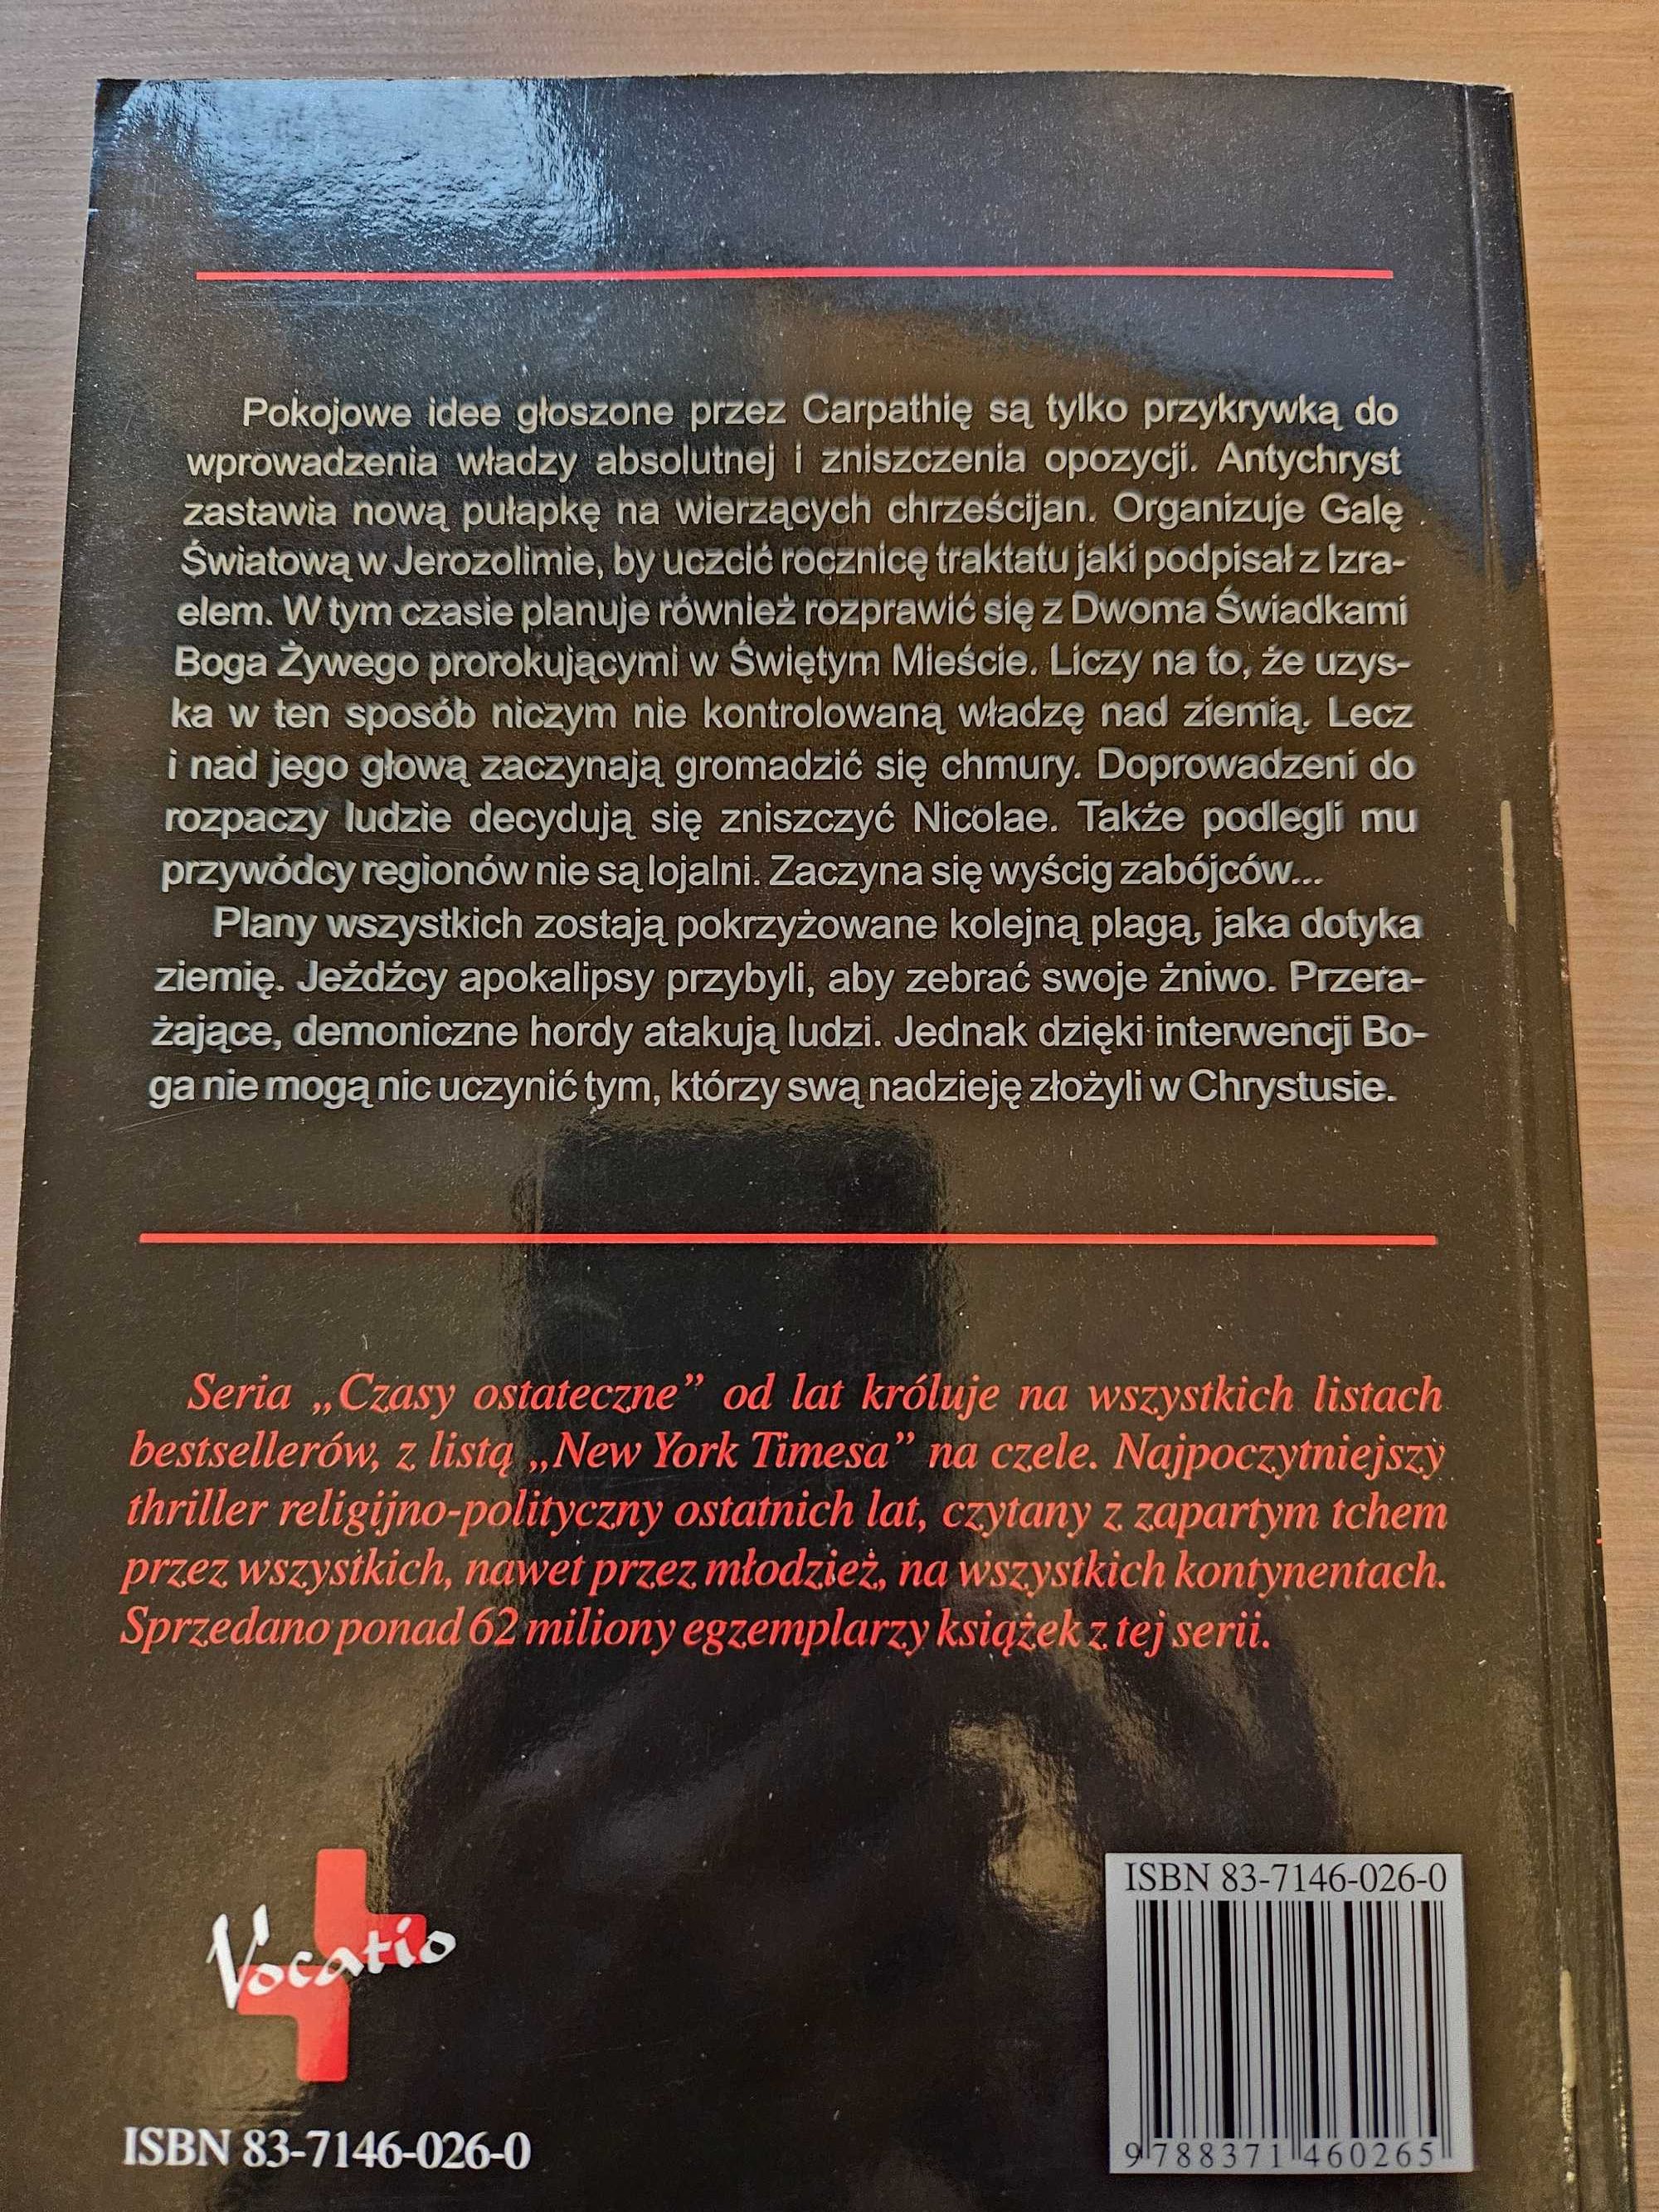 Pokojowe idee głoszone przez Carpathię są tylko przykrywką do
wprowadzenia władzy absolutnej i zniszczenia opozycji. Antychryst
zastawia nową pułapkę na wierzących chrześcijan. Organizuje Galę
Światową w Jerozolimie, by uczcić rocznicę traktatu jaki podpisał z Izra-
elem. W tym czasie planuje również rozprawić się z Dwoma Świadkami
Boga Żywego prorokującymi w Świętym Mieście. Liczy na to, że uzys-
ka w ten sposób niczym nie kontrolowaną władzę nad ziemią. Lecz
i nad jego głową zaczynają gromadzić się chmury. Doprowadzeni do
rozpaczy ludzie decydują się zniszczyć Nicolae. Także podlegli mu
przywódcy regionów nie są lojalni. Zaczyna się wyścig zabójców...
Plany wszystkich zostają pokrzyżowane kolejną plagą, jaka dotyka
ziemię. Jeźdźcy apokalipsy przybyli, aby zebrać swoje żniwo. Przera-
żające, demoniczne hordy atakują ludzi. Jednak dzięki interwencji Bo-
ga nie mogą nic uczynić tym, którzy swą nadzieję złożyli w Chrystusie.
Seria „Czasy ostateczne” od lat króluje na wszystkich listach
bestsellerów, z listą „New York Timesa” na czele. Najpoczytniejszy
thriller religijno-polityczny ostatnich lat, czytany z zapartym tchem
przez wszystkich, nawet przez młodzież, na wszystkich kontynentach.
Sprzedano ponad 62 miliony egzemplarzy książek z tej serii.
Vocatio
ISBN 83-7146-026-0
ISBN 83-7146-026-0
9 788371 460265